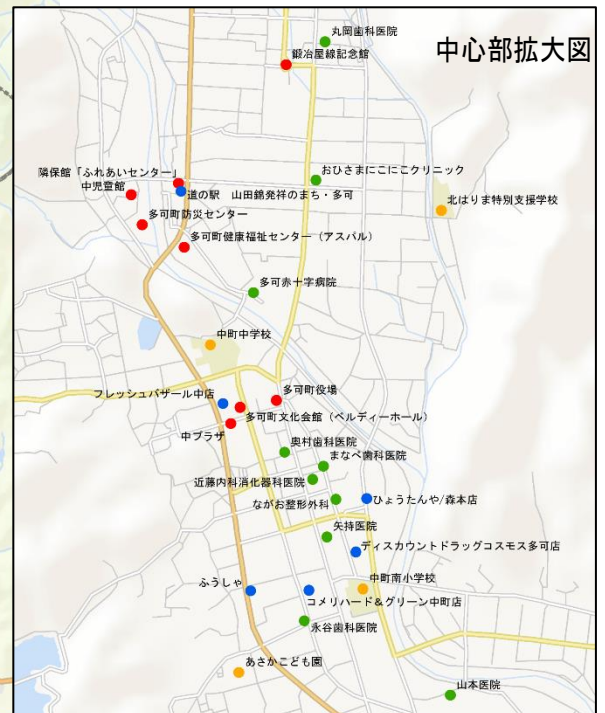 丸岡歯科医院
中心部拡大図
鍛冶屋線記念館
隣保館「ふれあいセンター」
おひさまにこにこクリニック
中児童館
道の駅 山田錦発祥のまち・多可
北はりま特別支援学校
多可町防災センター
多可町健康福祉センター（アスパル）
多可赤十字病院
中町中学校
フレッシュバザール中店
多可町役場
多可町文化会館（ベルディーホール）
中プラザ
奥村歯科医院
まなべ歯科医院
近藤内科消化器科医院
ながお整形外科
ひょうたんや/森本店
矢持医院
ディスカウントドラッグコスモス多可店
ふうしゃ
中町南小学校
コメリハード＆グリーン中町店
永谷歯科医院
あさかこども園
山本医院